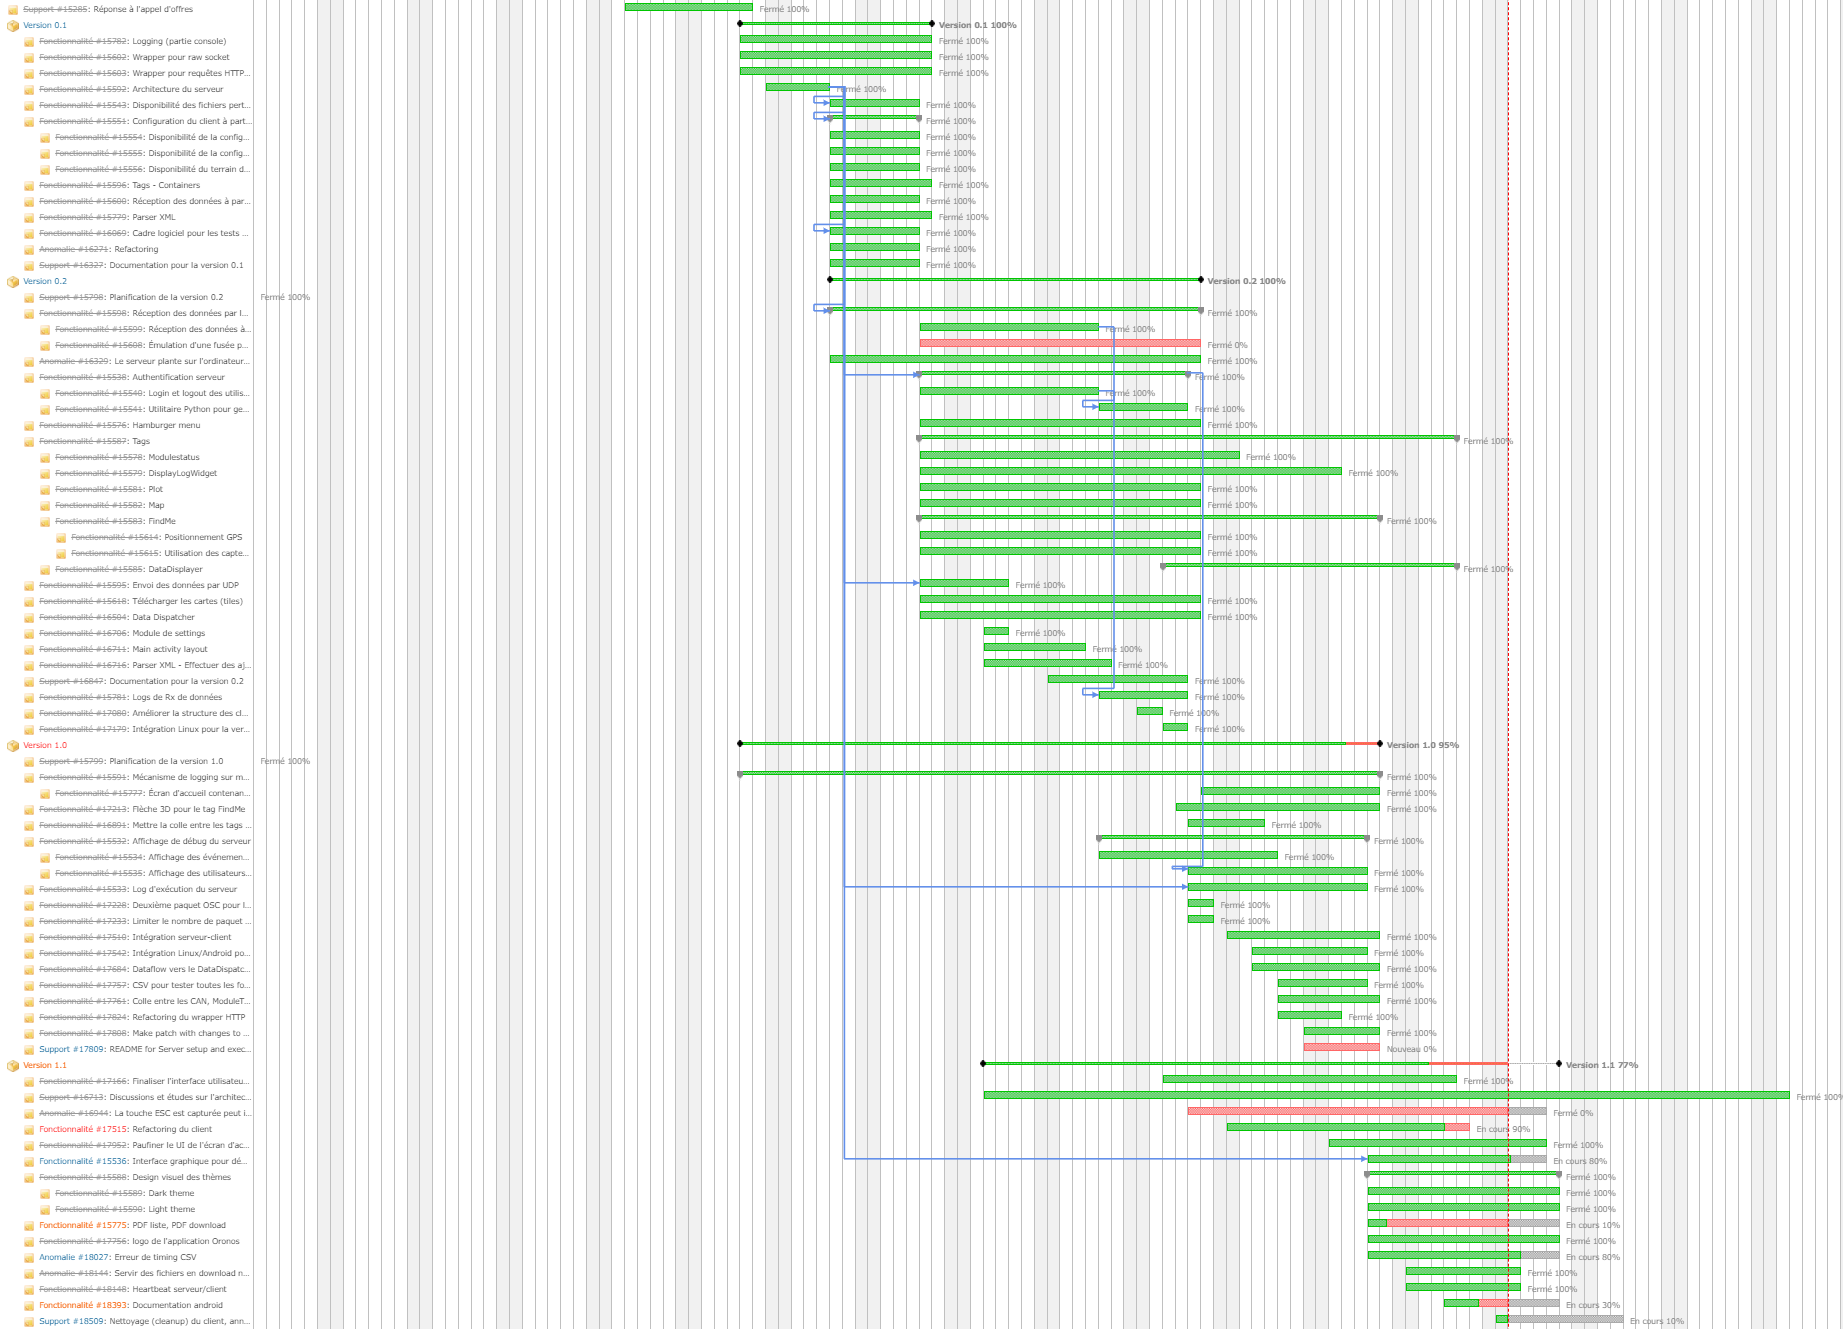 Support #15285: Réponse à l'appel d'offres Fermé 100%
Version 0.1 Version 0.1 100%
Fonctionnalité #15782: Logging (partie console) Fermé 100%
Fonctionnalité #15602: Wrapper pour raw socket Fermé 100%
Fonctionnalité #15603: Wrapper pour requêtes HTTP... Fermé 100%
Fonctionnalité #15592: Architecture du serveur Fermé 100%
Fonctionnalité #15543: Disponibilité des fichiers pert... Fermé 100%
Fonctionnalité #15551: Configuration du client à part... Fermé 100%
Fonctionnalité #15554: Disponibilité de la config... Fermé 100%
Fonctionnalité #15555: Disponibilité de la config... Fermé 100%
Fonctionnalité #15556: Disponibilité du terrain d... Fermé 100%
Fonctionnalité #15596: Tags - Containers Fermé 100%
Fonctionnalité #15600: Réception des données à par... Fermé 100%
Fonctionnalité #15779: Parser XML Fermé 100%
Fonctionnalité #16069: Cadre logiciel pour les tests ... Fermé 100%
Anomalie #16271: Refactoring Fermé 100%
Support #16327: Documentation pour la version 0.1 Fermé 100%
Version 0.2 Version 0.2 100%
Support #15798: Planification de la version 0.2 Fermé 100%
Fonctionnalité #15598: Réception des données par l... Fermé 100%
Fonctionnalité #15599: Réception des données à... Fermé 100%
Fonctionnalité #15608: Émulation d'une fusée p... Fermé 0%
Anomalie #16329: Le serveur plante sur l'ordinateur... Fermé 100%
Fonctionnalité #15538: Authentification serveur Fermé 100%
Fonctionnalité #15540: Login et logout des utilis... Fermé 100%
Fonctionnalité #15541: Utilitaire Python pour ge... Fermé 100%
Fonctionnalité #15576: Hamburger menu Fermé 100%
Fonctionnalité #15587: Tags Fermé 100%
Fonctionnalité #15578: Modulestatus Fermé 100%
Fonctionnalité #15579: DisplayLogWidget Fermé 100%
Fonctionnalité #15581: Plot Fermé 100%
Fonctionnalité #15582: Map Fermé 100%
Fonctionnalité #15583: FindMe Fermé 100%
Fonctionnalité #15614: Positionnement GPS Fermé 100%
Fonctionnalité #15615: Utilisation des capte... Fermé 100%
Fonctionnalité #15585: DataDisplayer Fermé 100%
Fonctionnalité #15595: Envoi des données par UDP Fermé 100%
Fonctionnalité #15618: Télécharger les cartes (tiles) Fermé 100%
Fonctionnalité #16504: Data Dispatcher Fermé 100%
Fonctionnalité #16706: Module de settings Fermé 100%
Fonctionnalité #16711: Main activity layout Fermé 100%
Fonctionnalité #16716: Parser XML - Effectuer des aj... Fermé 100%
Support #16847: Documentation pour la version 0.2 Fermé 100%
Fonctionnalité #15781: Logs de Rx de données Fermé 100%
Fonctionnalité #17080: Améliorer la structure des cl... Fermé 100%
Fonctionnalité #17179: Intégration Linux pour la ver... Fermé 100%
Version 1.0 Version 1.0 95%
Support #15799: Planification de la version 1.0 Fermé 100%
Fonctionnalité #15591: Mécanisme de logging sur m... Fermé 100%
Fonctionnalité #15777: Écran d'accueil contenan... Fermé 100%
Fonctionnalité #17213: Flèche 3D pour le tag FindMe Fermé 100%
Fonctionnalité #16891: Mettre la colle entre les tags ... Fermé 100%
Fonctionnalité #15532: Affichage de débug du serveur Fermé 100%
Fonctionnalité #15534: Affichage des événemen... Fermé 100%
Fonctionnalité #15535: Affichage des utilisateurs... Fermé 100%
Fonctionnalité #15533: Log d'exécution du serveur Fermé 100%
Fonctionnalité #17228: Deuxième paquet OSC pour l... Fermé 100%
Fonctionnalité #17233: Limiter le nombre de paquet ... Fermé 100%
Fonctionnalité #17510: Intégration serveur-client Fermé 100%
Fonctionnalité #17542: Intégration Linux/Android po... Fermé 100%
Fonctionnalité #17684: Dataflow vers le DataDispatc... Fermé 100%
Fonctionnalité #17757: CSV pour tester toutes les fo... Fermé 100%
Fonctionnalité #17761: Colle entre les CAN, ModuleT... Fermé 100%
Fonctionnalité #17824: Refactoring du wrapper HTTP Fermé 100%
Fonctionnalité #17808: Make patch with changes to ... Fermé 100%
Support #17809: README for Server setup and exec... Nouveau 0%
Version 1.1 Version 1.1 77%
Fonctionnalité #17166: Finaliser l'interface utilisateu... Fermé 100%
Support #16713: Discussions et études sur l'architec... Fermé 100%
Anomalie #16944: La touche ESC est capturée peut i... Fermé 0%
Fonctionnalité #17515: Refactoring du client En cours 90%
Fonctionnalité #17952: Paufiner le UI de l'écran d'ac... Fermé 100%
Fonctionnalité #15536: Interface graphique pour dé... En cours 80%
Fonctionnalité #15588: Design visuel des thèmes Fermé 100%
Fonctionnalité #15589: Dark theme Fermé 100%
Fonctionnalité #15590: Light theme Fermé 100%
Fonctionnalité #15775: PDF liste, PDF download En cours 10%
Fonctionnalité #17756: logo de l'application Oronos Fermé 100%
Anomalie #18027: Erreur de timing CSV En cours 80%
Anomalie #18144: Servir des fichiers en download n... Fermé 100%
Fonctionnalité #18148: Heartbeat serveur/client Fermé 100%
Fonctionnalité #18393: Documentation android En cours 30%
Support #18509: Nettoyage (cleanup) du client, ann... En cours 10%